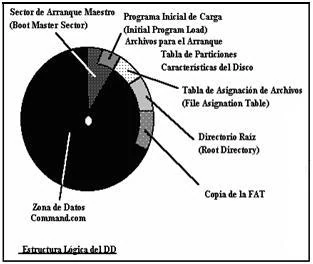 Sector de Arranque Maestro
(Boot Master Sector)
Programa Inicial de Carga
(Initial Program Load)
Archivos para el Arranque
Tabla de Particiones
Características del Disco
Tabla de Asignación de Archivos
(File Asignation Table)
Directorio Raíz
(Root Directory)
Copia de la FAT
Zona de Datos
Command.com
Estructura Lógica del DD